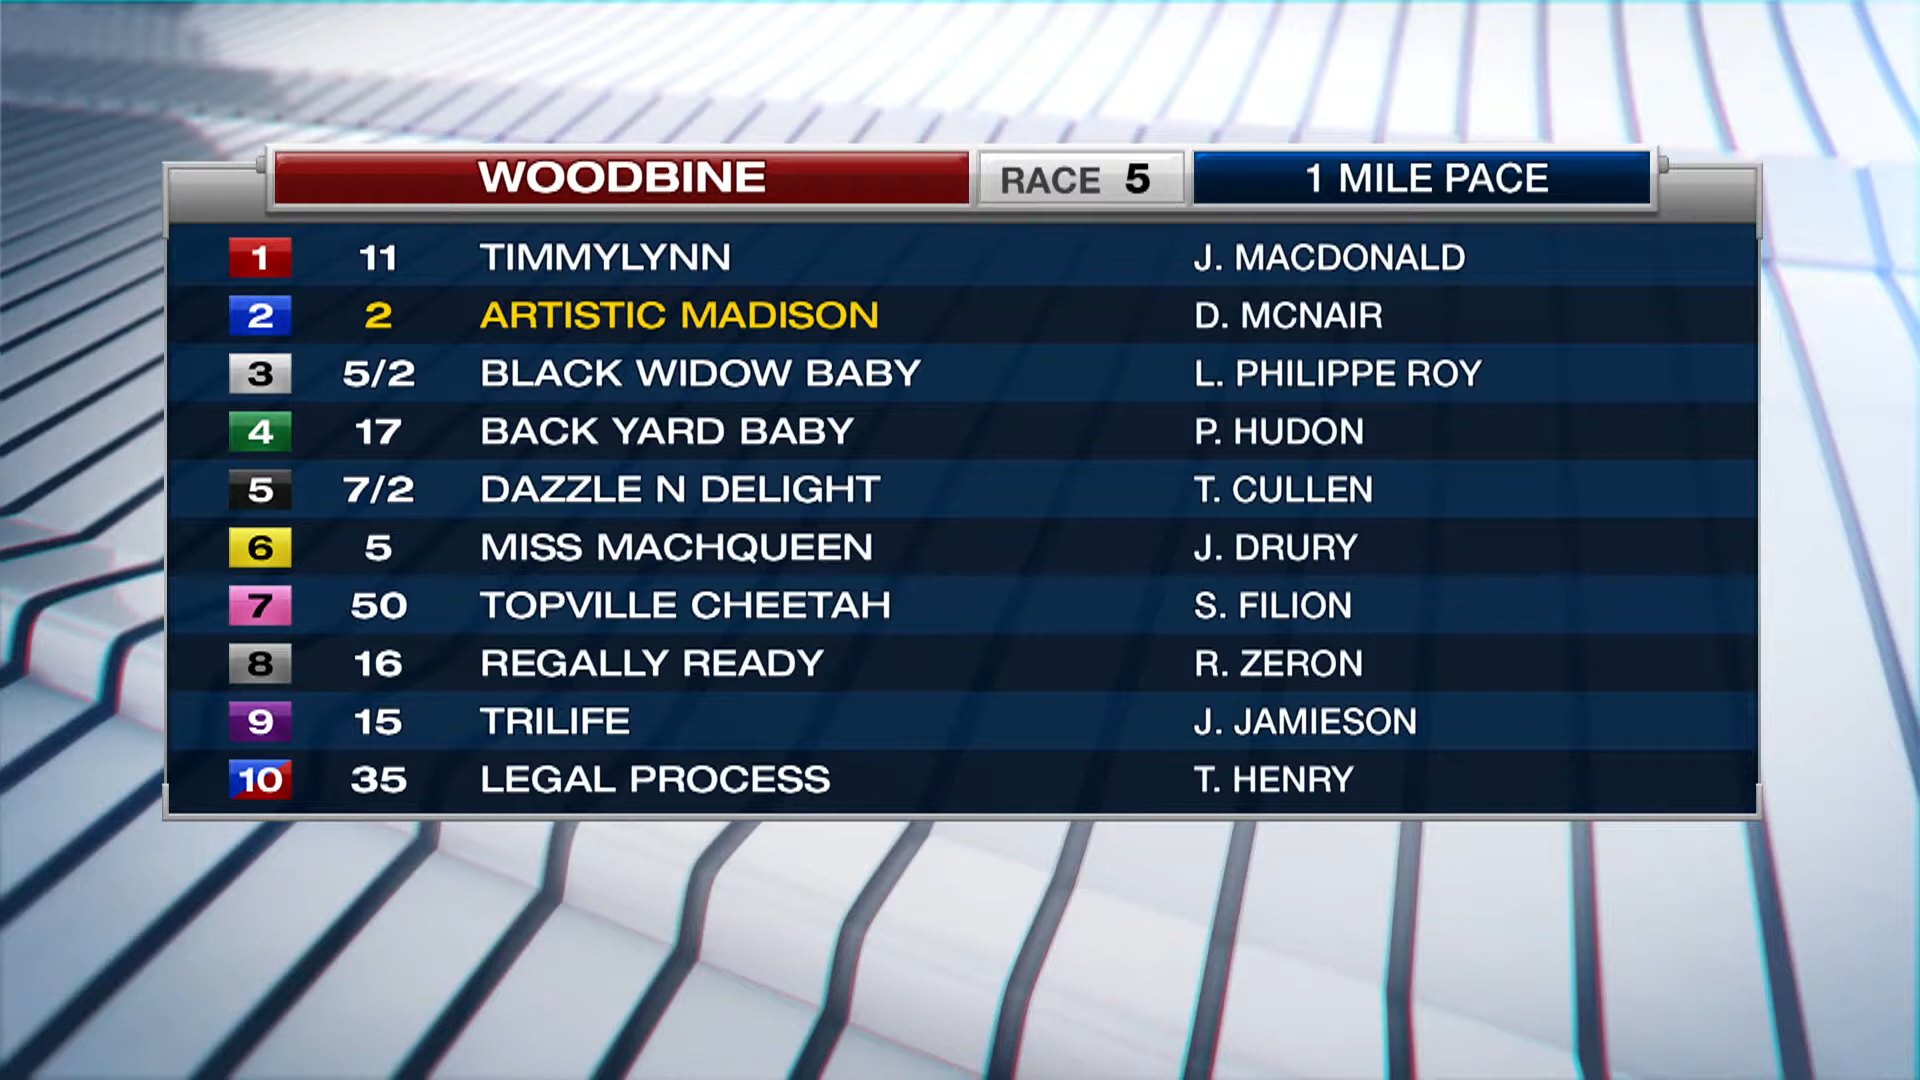 WOODBINE RACE 5 1 MILE PACE
1 11 TIMMYLYNN J. MACDONALD
2 2 ARTISTIC MADISON D. MCNAIR
3 5/2 BLACK WIDOW BABY L. PHILIPPE ROY
4 17 BACK YARD BABY P. HUDON
5 7/2 DAZZLE N DELIGHT T. CULLEN
6 5 MISS MACHQUEEN J. DRURY
7 50 TOPVILLE CHEETAH S. FILION
8 16 REGALLY READY R. ZERON
9 15 TRILIFE J. JAMIESON
10 35 LEGAL PROCESS T. HENRY